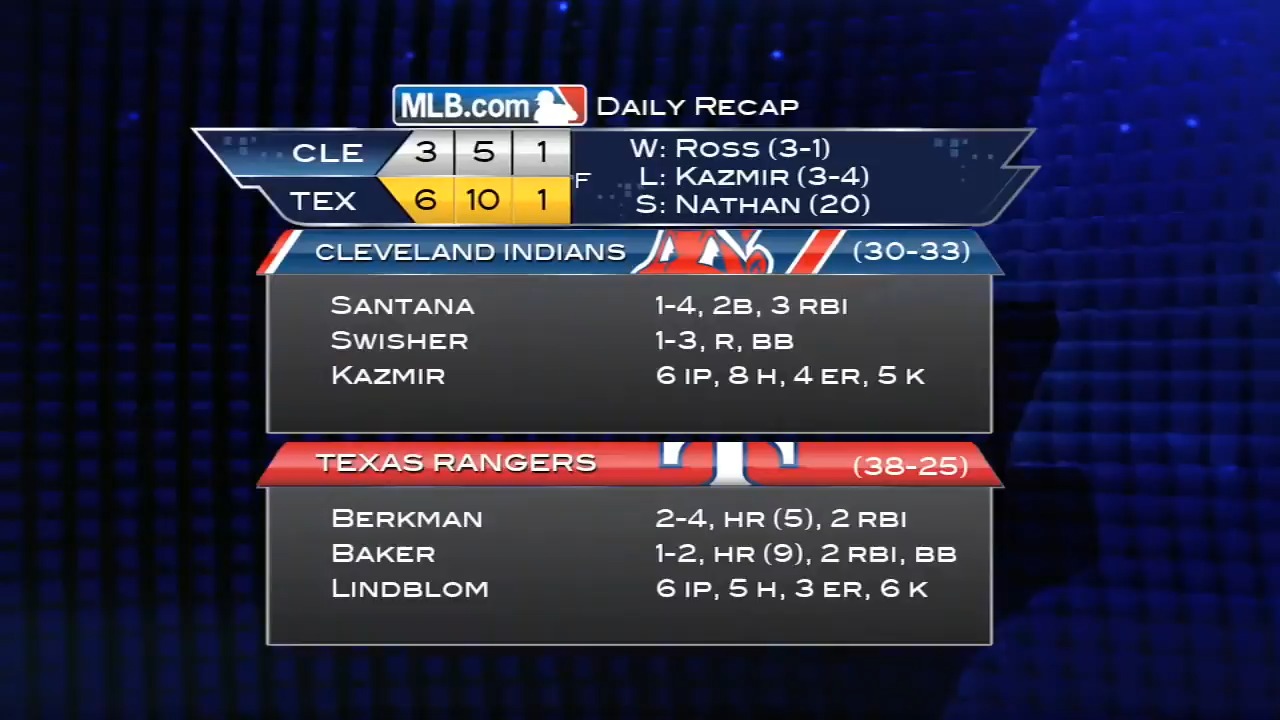 MLB.com DAILY RECAP
CLE 3 5 1
TEX 6 10 1
F
W: ROSS (3-1)
L: KAZMIR (3-4)
S: NATHAN (20)
CLEVELAND INDIANS (30-33)
SANTANA 1-4, 2B, 3 RBI
SWISHER 1-3, R, BB
KAZMIR 6 IP, 8 H, 4 ER, 5 K
TEXAS RANGERS T (38-25)
BERKMAN 2-4, HR (5), 2 RBI
BAKER 1-2, HR (9), 2 RBI, BB
LINDBLOM 6 IP, 5 H, 3 ER, 6 K